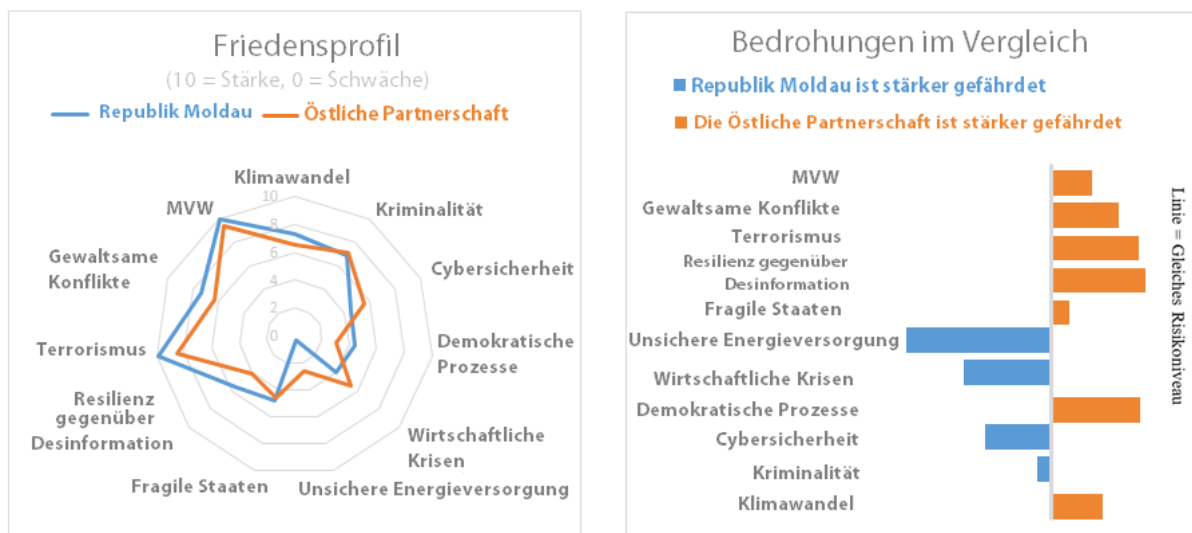 Friedensprofil
(10 = Stärke, 0 = Schwäche)
Republik Moldau
Östliche Partnerschaft
Klimawandel
Kriminalität
Cybersicherheit
Demokratische
Prozesse
Wirtschaftliche
Krisen
Unsichere Energieversorgung
Fragile Staaten
Resilienz
gegenüber
Desinformation
Terrorismus
Gewaltsame
Konflikte
MVW
10
8
6
4
2
0
Bedrohungen im Vergleich
Republik Moldau ist stärker gefährdet
Die Östliche Partnerschaft ist stärker gefährdet
MVW
Gewaltsame Konflikte
Terrorismus
Resilienz gegenüber
Desinformation
Fragile Staaten
Unsichere Energieversorgung
Wirtschaftliche Krisen
Demokratische Prozesse
Cybersicherheit
Kriminalität
Klimawandel
Linie = Gleiches Risikoniveau